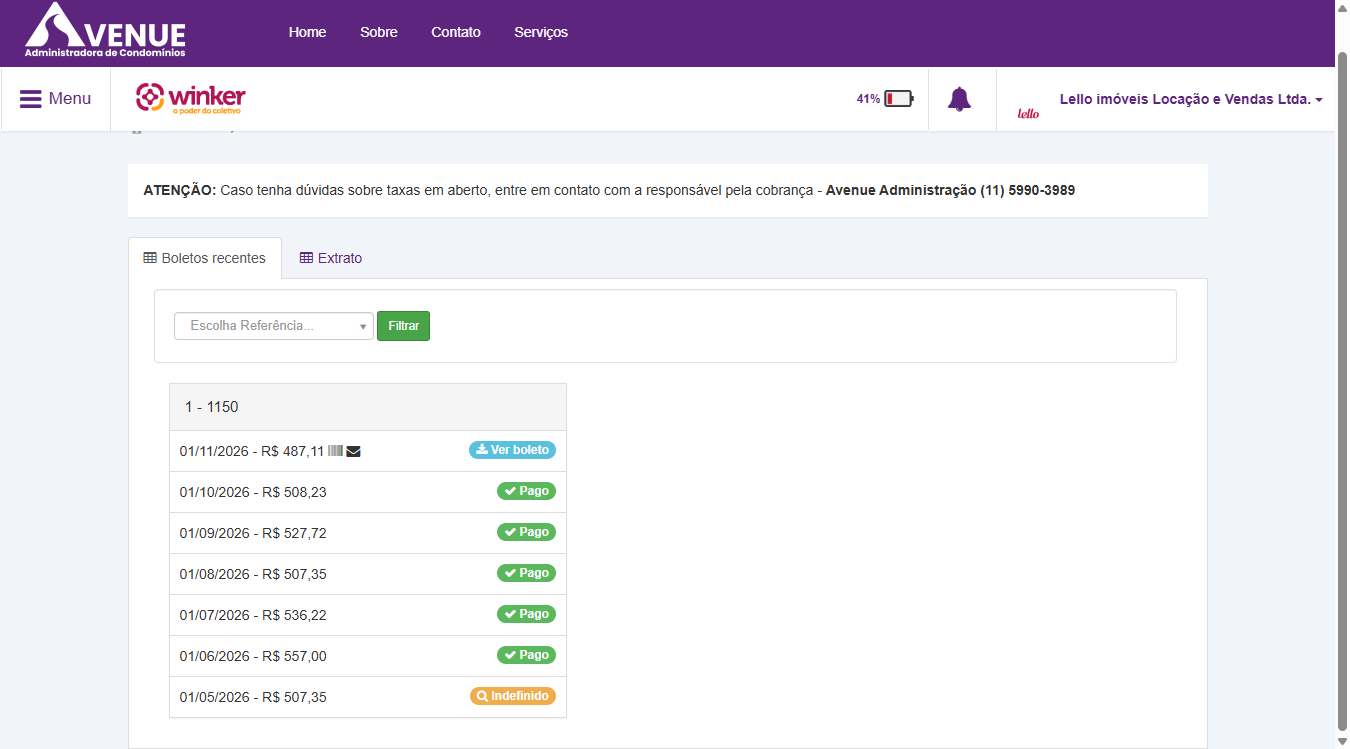 AVENUE
Administradora de Condomínios
Home Sobre Contato Serviços
Menu
winker
o poder do coletivo
41%
lello
Lello imóveis Locação e Vendas Ltda.
ATENÇÃO: Caso tenha dúvidas sobre taxas em aberto, entre em contato com a responsável pela cobrança - Avenue Administração (11) 5990-3989
Boletos recentes Extrato
Escolha Referência... Filtrar
1 - 1150
01/11/2026 - R$ 487,11 Ver boleto
01/10/2026 - R$ 508,23 Pago
01/09/2026 - R$ 527,72 Pago
01/08/2026 - R$ 507,35 Pago
01/07/2026 - R$ 536,22 Pago
01/06/2026 - R$ 557,00 Pago
01/05/2026 - R$ 507,35 Indefinido